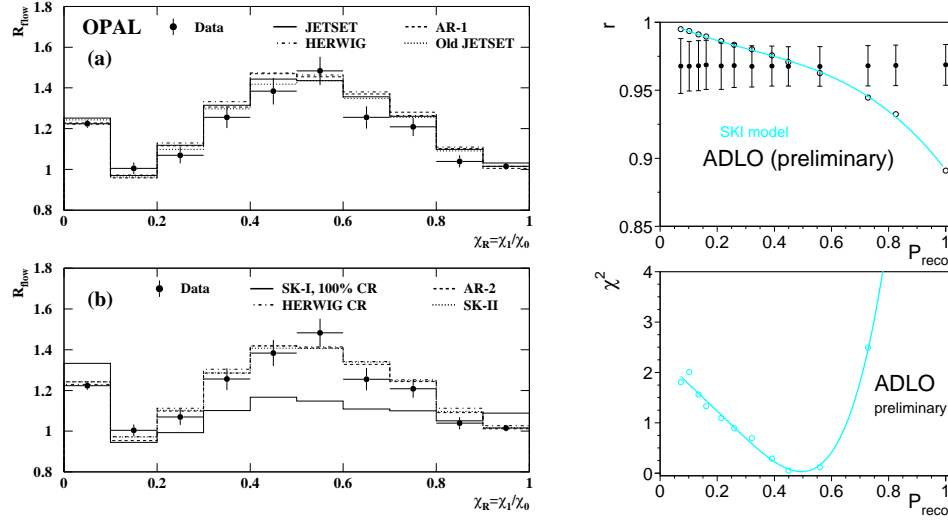 R_flow
1.8
1.6
1.4
1.2
1
0.8
OPAL
(a)
Data
JETSET
HERWIG
AR-1
Old JETSET
0
0.2
0.4
0.6
0.8
1
χ_R=χ_1/χ_0
R_flow
1.8
1.6
1.4
1.2
1
0.8
(b)
Data
SK-I, 100% CR
HERWIG CR
AR-2
SK-II
0
0.2
0.4
0.6
0.8
1
χ_R=χ_1/χ_0
r
1
0.95
0.9
0.85
SKI model
ADLO (preliminary)
0
0.2
0.4
0.6
0.8
1
P_reco
χ²
4
3
2
1
0
ADLO
preliminary
0
0.2
0.4
0.6
0.8
1
P_reco